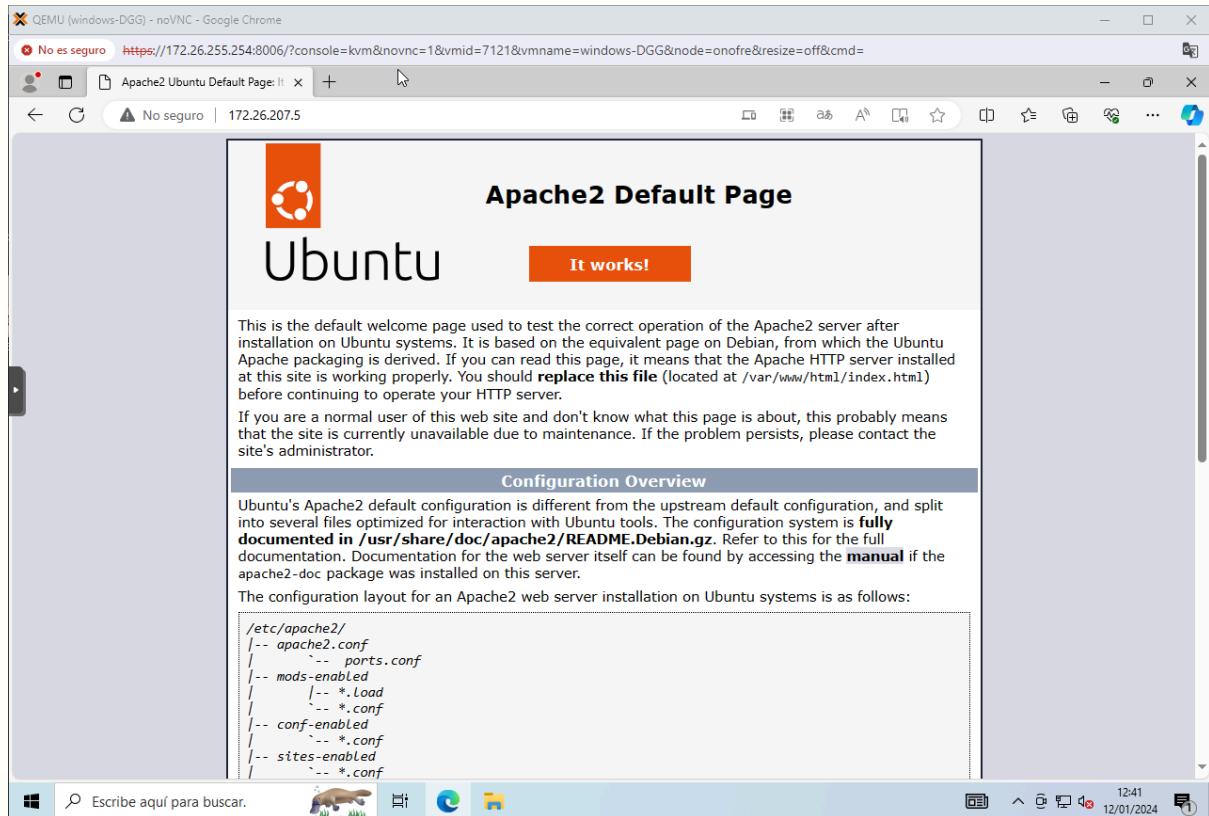 QEMU (windows-DGG) - noVNC - Google Chrome
No es seguro https://172.26.255.254:8006/?console=kvm&novnc=1&vmid=7121&vmname=windows-DGG&node=onofre&resize=off&cmd=
Apache2 Ubuntu Default Page: It
No seguro 172.26.207.5
Ubuntu
Apache2 Default Page
It works!
This is the default welcome page used to test the correct operation of the Apache2 server after
installation on Ubuntu systems. It is based on the equivalent page on Debian, from which the Ubuntu
Apache packaging is derived. If you can read this page, it means that the Apache HTTP server installed
at this site is working properly. You should replace this file (located at /var/www/html/index.html)
before continuing to operate your HTTP server.
If you are a normal user of this web site and don't know what this page is about, this probably means
that the site is currently unavailable due to maintenance. If the problem persists, please contact the
site's administrator.
Configuration Overview
Ubuntu's Apache2 default configuration is different from the upstream default configuration, and split
into several files optimized for interaction with Ubuntu tools. The configuration system is fully
documented in /usr/share/doc/apache2/README.Debian.gz. Refer to this for the full
documentation. Documentation for the web server itself can be found by accessing the manual if the
apache2-doc package was installed on this server.
The configuration layout for an Apache2 web server installation on Ubuntu systems is as follows:
/etc/apache2/
|-- apache2.conf
|       `-- ports.conf
|-- mods-enabled
|       |-- *.load
|       `-- *.conf
|-- conf-enabled
|       `-- *.conf
|-- sites-enabled
|       `-- *.conf
Escribe aquí para buscar.
12:41
12/01/2024
1